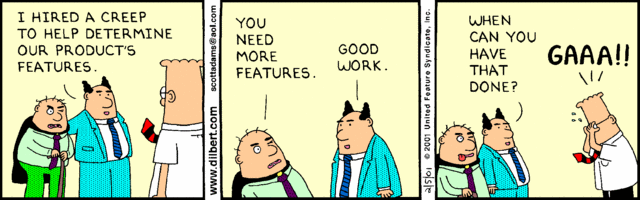 I HIRED A CREEP
TO HELP DETERMINE
OUR PRODUCT'S
FEATURES.
www.dilbert.com
scottadams@aol.com
YOU
NEED
MORE
FEATURES.
GOOD
WORK.
2/5/01 © 2001 United Feature Syndicate, Inc.
WHEN
CAN YOU
HAVE
THAT
DONE?
GAAA!!